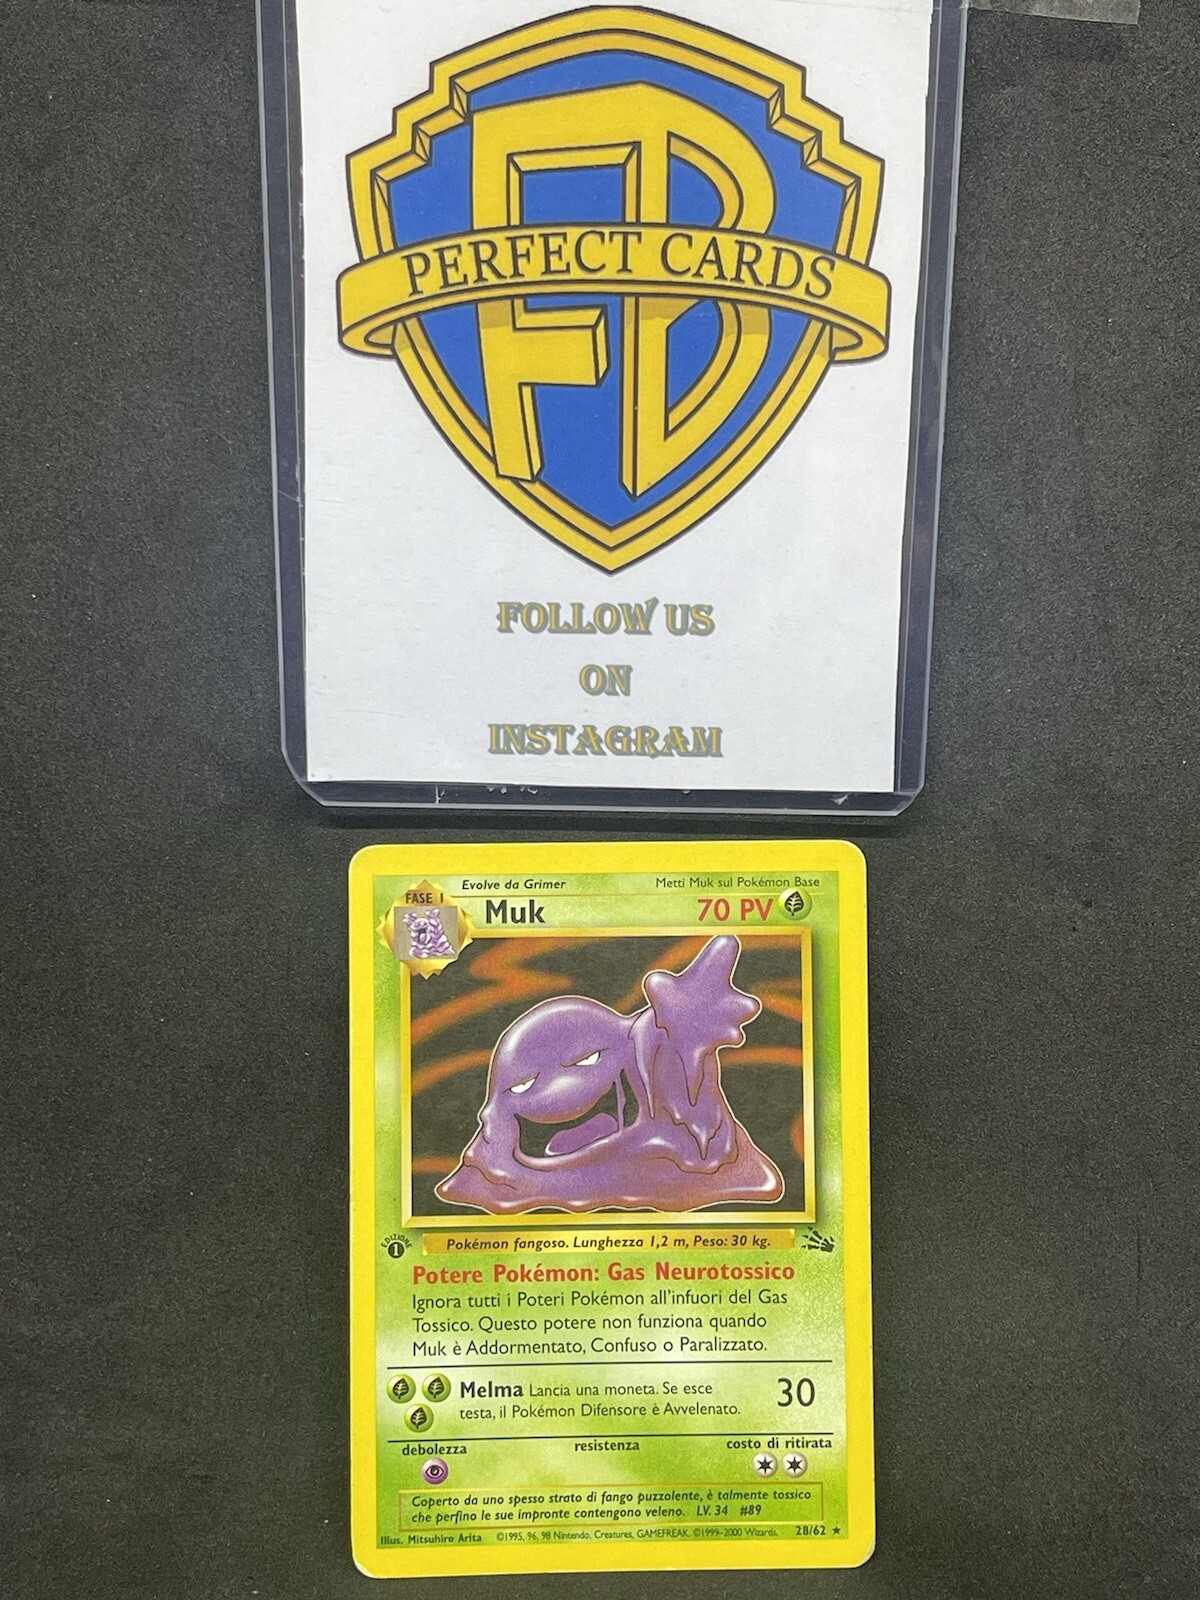 FB
PERFECT CARDS
FOLLOW US
ON
INSTAGRAM
Evolve da Grimer
Metti Muk sul Pokémon Base
FASE 1
Muk
70 PV
EDIZIONE
1
Pokémon fangoso. Lunghezza 1,2 m, Peso: 30 kg.
Potere Pokémon: Gas Neurotossico
Ignora tutti i Poteri Pokémon all'infuori del Gas
Tossico. Questo potere non funziona quando
Muk è Addormentato, Confuso o Paralizzato.
Melma Lancia una moneta. Se esce
testa, il Pokémon Difensore è Avvelenato.
30
debolezza
resistenza
costo di ritirata
Coperto da uno spesso strato di fango puzzolente, è talmente tossico
che perfino le sue impronte contengono veleno. LV. 34 #89
Illus. Mitsuhiro Arita ©1995, 96, 98 Nintendo, Creatures, GAMEFREAK. ©1999-2000 Wizards. 28/62 ★